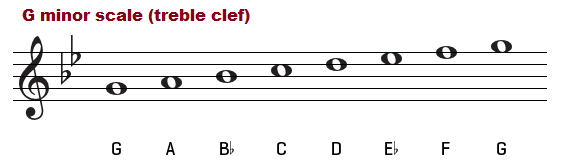 G minor scale (treble clef)
G A B♭ C D E♭ F G